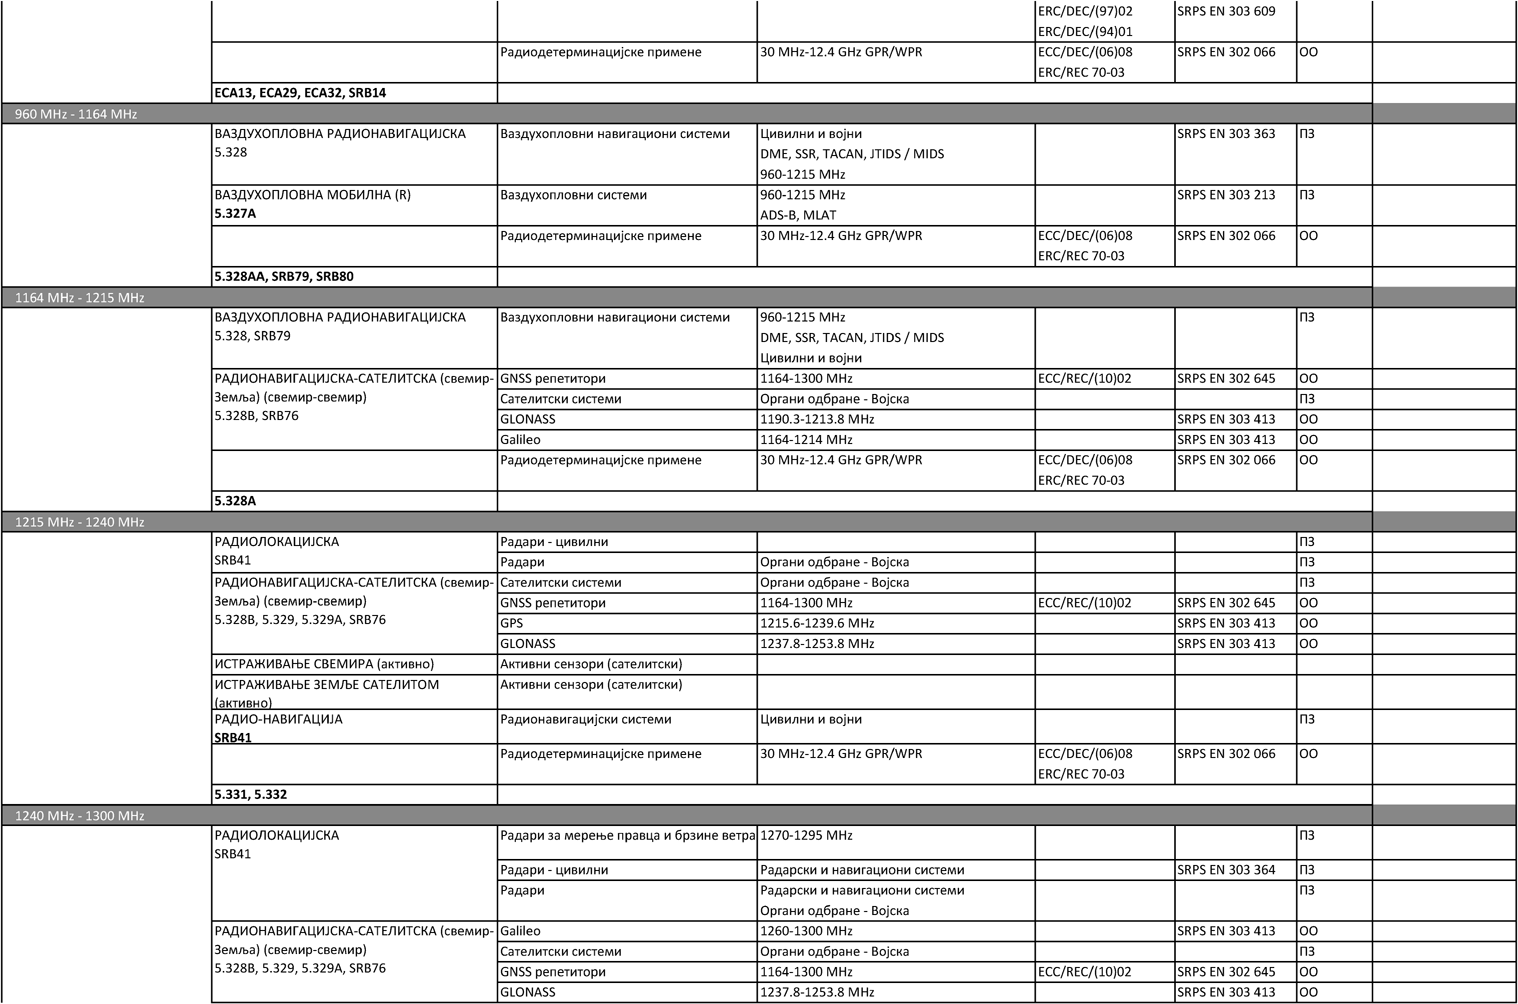 ERC/DEC/(97)02 SRPS EN 303 609
ERC/DEC/(94)01
Радиодетерминацијске примене 30 MHz-12.4 GHz GPR/WPR ECC/DEC/(06)08 SRPS EN 302 066 ОО
ERC/REC 70-03
ECA13, ECA29, ECA32, SRB14
960 MHz - 1164 MHz
ВАЗДУХОПЛОВНА РАДИОНАВИГАЦИЈСКА Ваздухопловни навигациони системи Цивилни и војни SRPS EN 303 363 ПЗ
5.328 DME, SSR, TACAN, JTIDS / MIDS
960-1215 MHz
ВАЗДУХОПЛОВНА МОБИЛНА (R) Ваздухопловни системи 960-1215 MHz SRPS EN 303 213 ПЗ
5.327A ADS-B, MLAT
Радиодетерминацијске примене 30 MHz-12.4 GHz GPR/WPR ECC/DEC/(06)08 SRPS EN 302 066 ОО
ERC/REC 70-03
5.328AA, SRB79, SRB80
1164 MHz - 1215 MHz
ВАЗДУХОПЛОВНА РАДИОНАВИГАЦИЈСКА Ваздухопловни навигациони системи 960-1215 MHz ПЗ
5.328, SRB79 DME, SSR, TACAN, JTIDS / MIDS
Цивилни и војни
РАДИОНАВИГАЦИЈСКА-САТЕЛИТСКА (свемир- GNSS репетитори 1164-1300 MHz ECC/REC/(10)02 SRPS EN 302 645 ОО
Земља) (свемир-свемир) Сателитски системи Органи одбране - Војска ПЗ
5.328B, SRB76 GLONASS 1190.3-1213.8 MHz SRPS EN 303 413 ОО
Galileo 1164-1214 MHz SRPS EN 303 413 ОО
Радиодетерминацијске примене 30 MHz-12.4 GHz GPR/WPR ECC/DEC/(06)08 SRPS EN 302 066 ОО
ERC/REC 70-03
5.328A
1215 MHz - 1240 MHz
РАДИОЛОКАЦИЈСКА Радари - цивилни ПЗ
SRB41 Радари Органи одбране - Војска ПЗ
РАДИОНАВИГАЦИЈСКА-САТЕЛИТСКА (свемир- Сателитски системи Органи одбране - Војска ПЗ
Земља) (свемир-свемир) GNSS репетитори 1164-1300 MHz ECC/REC/(10)02 SRPS EN 302 645 ОО
5.328B, 5.329, 5.329A, SRB76 GPS 1215.6-1239.6 MHz SRPS EN 303 413 ОО
GLONASS 1237.8-1253.8 MHz SRPS EN 303 413 ОО
ИСТРАЖИВАЊЕ СВЕМИРА (активно) Активни сензори (сателитски)
ИСТРАЖИВАЊЕ ЗЕМЉЕ САТЕЛИТОМ Активни сензори (сателитски)
(активно)
РАДИО-НАВИГАЦИЈА Радионавигацијски системи Цивилни и војни ПЗ
SRB41
Радиодетерминацијске примене 30 MHz-12.4 GHz GPR/WPR ECC/DEC/(06)08 SRPS EN 302 066 ОО
ERC/REC 70-03
5.331, 5.332
1240 MHz - 1300 MHz
РАДИОЛОКАЦИЈСКА Радари за мерење правца и брзине ветра 1270-1295 MHz ПЗ
SRB41
Радари - цивилни Радарски и навигациони системи SRPS EN 303 364 ПЗ
Радари Радарски и навигациони системи ПЗ
Органи одбране - Војска
РАДИОНАВИГАЦИЈСКА-САТЕЛИТСКА (свемир- Galileo 1260-1300 MHz SRPS EN 303 413 ОО
Земља) (свемир-свемир) Сателитски системи Органи одбране - Војска ПЗ
5.328B, 5.329, 5.329A, SRB76 GNSS репетитори 1164-1300 MHz ECC/REC/(10)02 SRPS EN 302 645 ОО
GLONASS 1237.8-1253.8 MHz SRPS EN 303 413 ОО